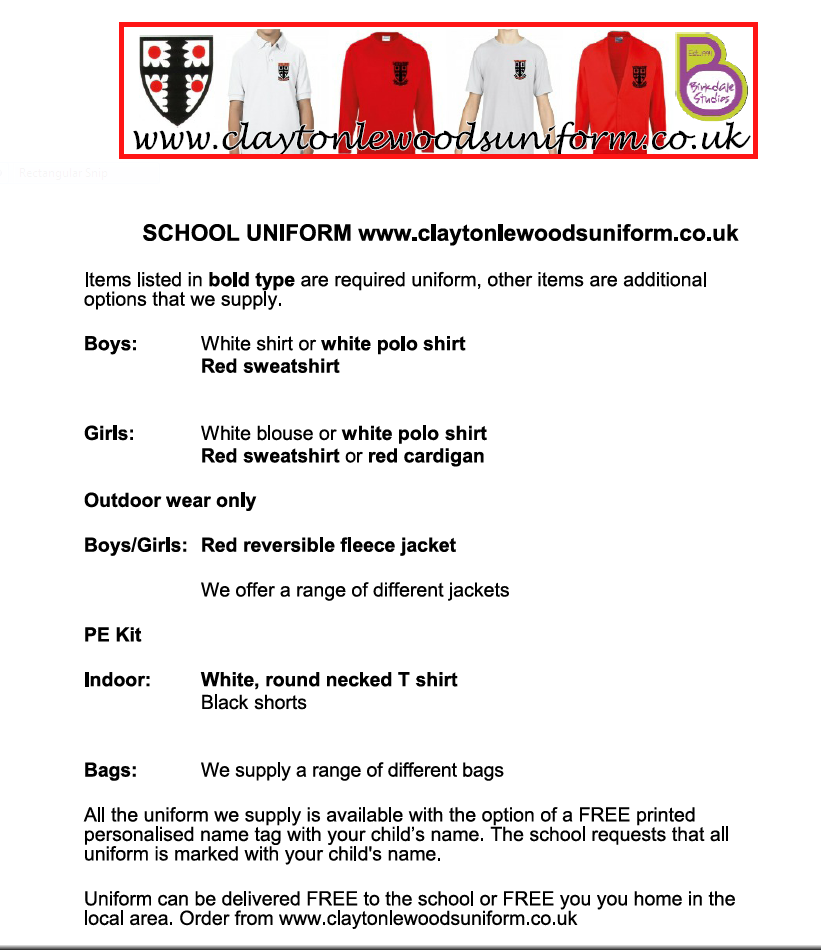 Est. 1990
Birkdale
Studios
www.claytonlewoodsuniform.co.uk
Rectangular Snip
SCHOOL UNIFORM www.claytonlewoodsuniform.co.uk
Items listed in bold type are required uniform, other items are additional
options that we supply.
Boys: White shirt or white polo shirt
Red sweatshirt
Girls: White blouse or white polo shirt
Red sweatshirt or red cardigan
Outdoor wear only
Boys/Girls: Red reversible fleece jacket
We offer a range of different jackets
PE Kit
Indoor: White, round necked T shirt
Black shorts
Bags: We supply a range of different bags
All the uniform we supply is available with the option of a FREE printed
personalised name tag with your child’s name. The school requests that all
uniform is marked with your child's name.
Uniform can be delivered FREE to the school or FREE you you home in the
local area. Order from www.claytonlewoodsuniform.co.uk